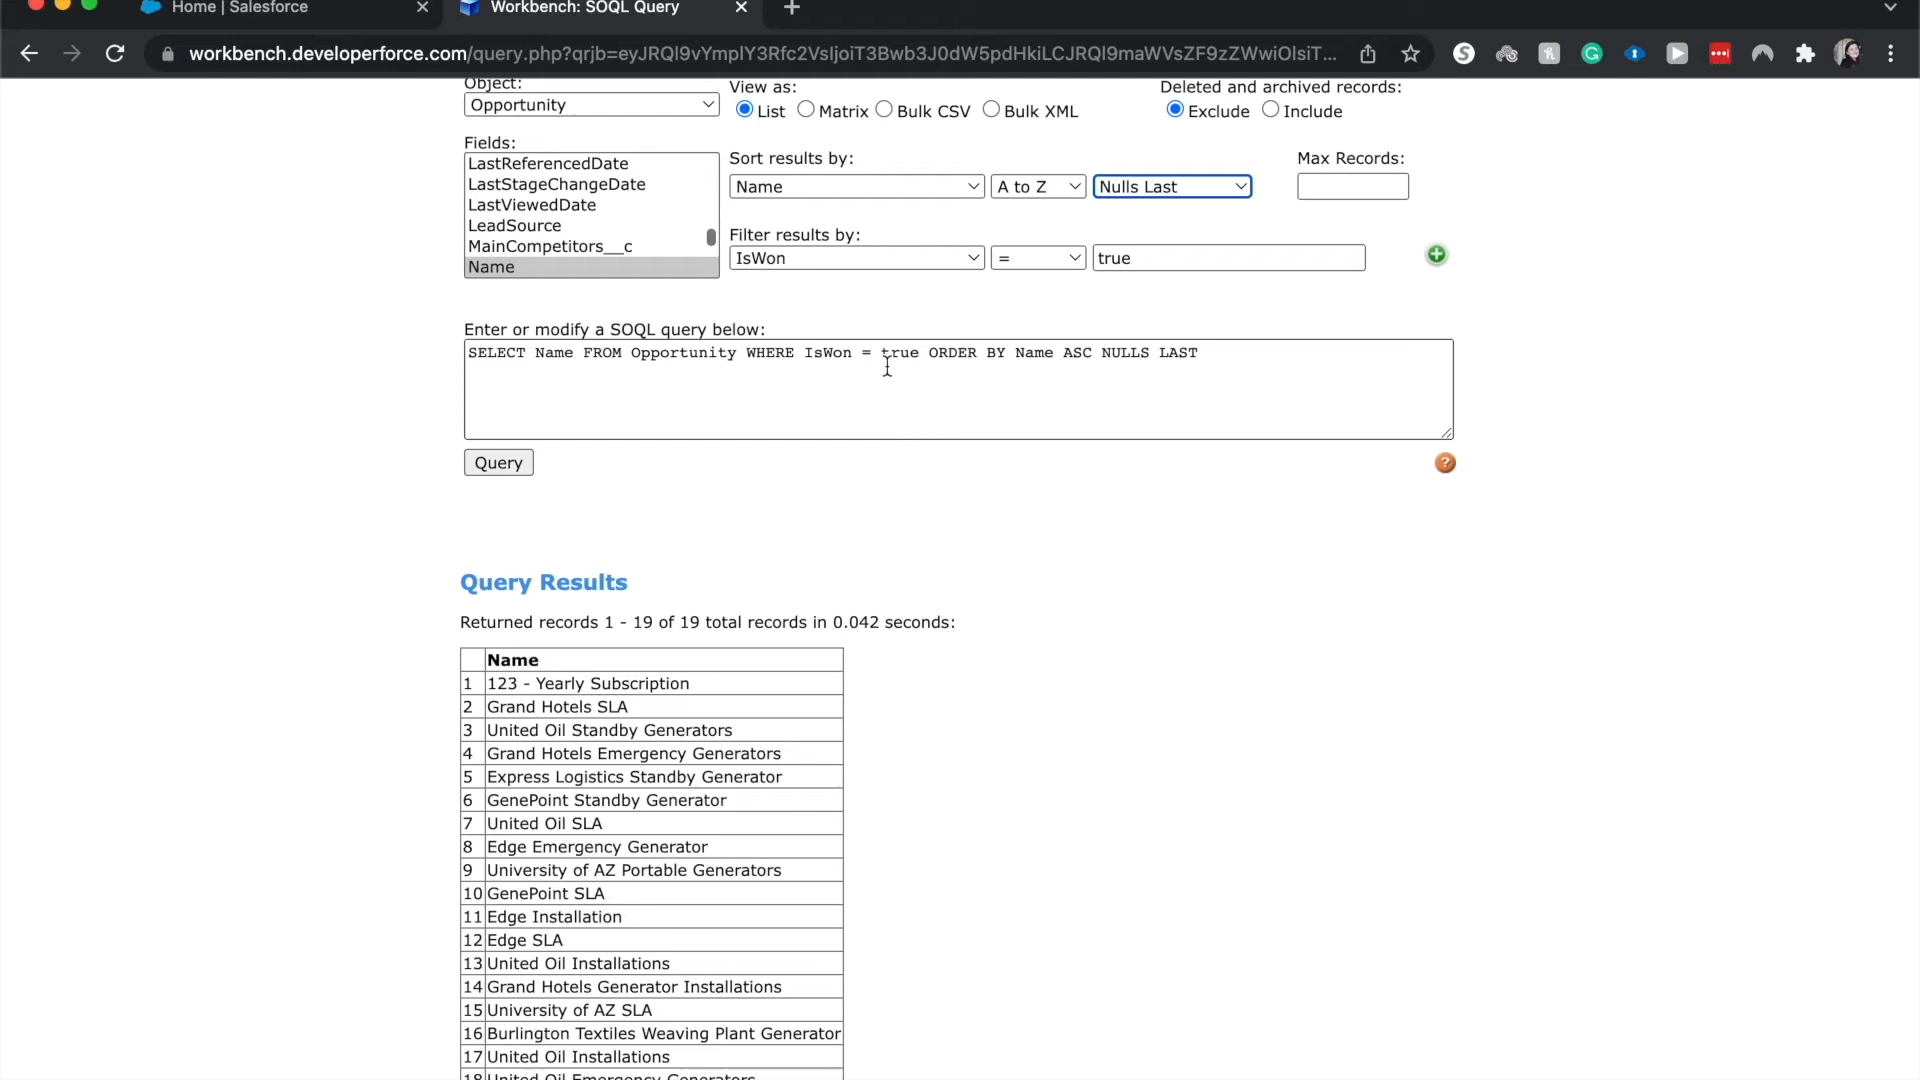 Home | Salesforce
Workbench: SOQL Query
workbench.developerforce.com/query.php?qrjb=eyJRQl9vYmplY3Rfc2VsIjoiT3Bwb3J0dW5pdHkiLCJRQl9maWVsZF9zZWwiOlsiT...
Object:
View as:
Deleted and archived records:
Opportunity
List Matrix Bulk CSV Bulk XML
Exclude Include
Fields:
LastReferencedDate
LastStageChangeDate
LastViewedDate
LeadSource
MainCompetitors__c
Name
Sort results by:
Max Records:
Name A to Z Nulls Last
Filter results by:
IsWon = true
Enter or modify a SOQL query below:
SELECT Name FROM Opportunity WHERE IsWon = true ORDER BY Name ASC NULLS LAST
Query
?
Query Results
Returned records 1 - 19 of 19 total records in 0.042 seconds:
Name
1 123 - Yearly Subscription
2 Grand Hotels SLA
3 United Oil Standby Generators
4 Grand Hotels Emergency Generators
5 Express Logistics Standby Generator
6 GenePoint Standby Generator
7 United Oil SLA
8 Edge Emergency Generator
9 University of AZ Portable Generators
10 GenePoint SLA
11 Edge Installation
12 Edge SLA
13 United Oil Installations
14 Grand Hotels Generator Installations
15 University of AZ SLA
16 Burlington Textiles Weaving Plant Generator
17 United Oil Installations
18 United Oil Emergency Generators